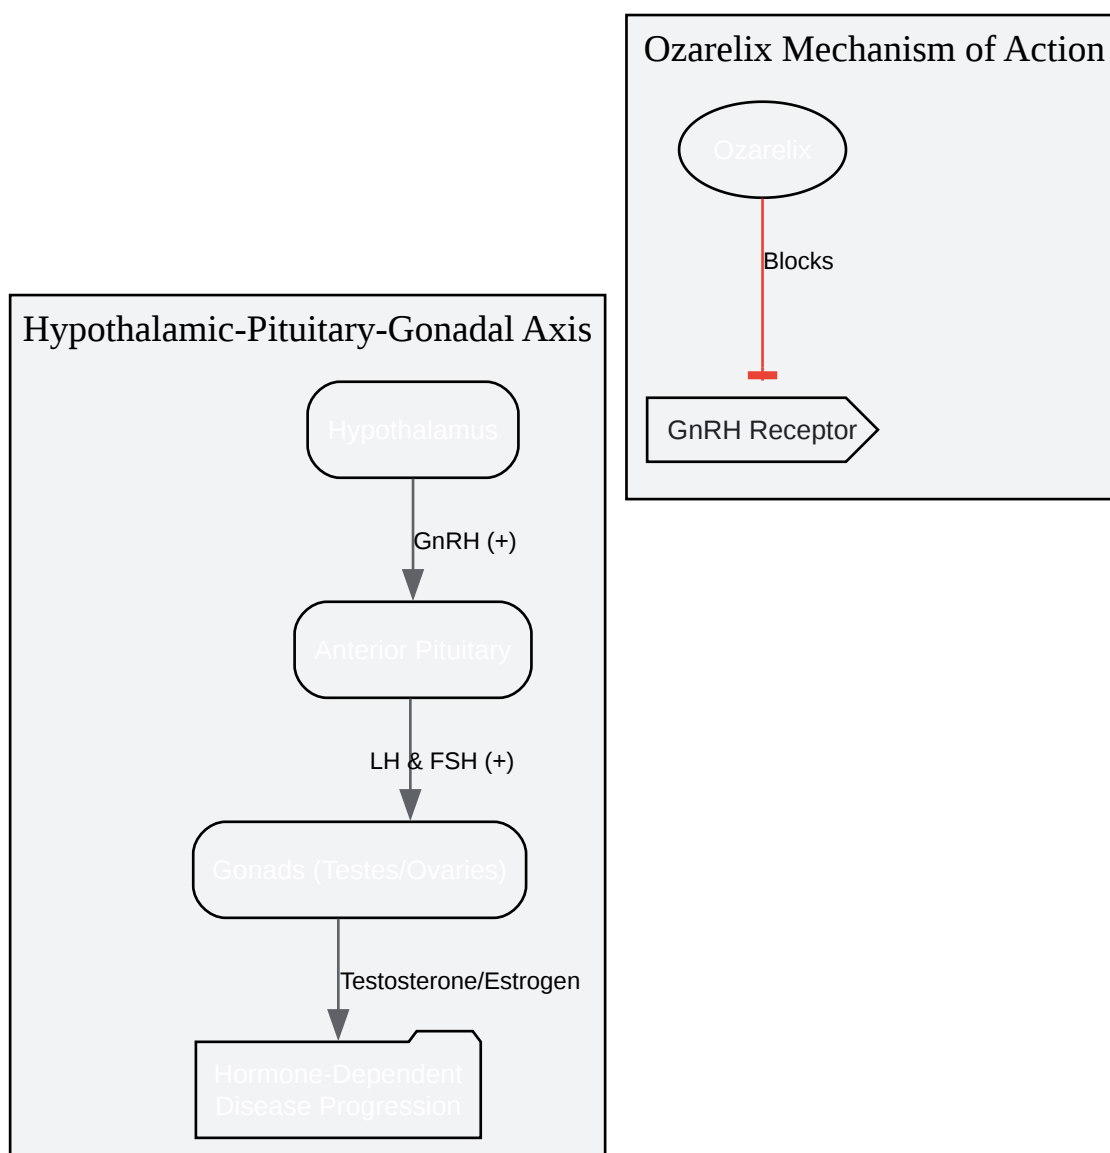 Ozarelix Mechanism of Action
Ozarelix
Blocks
GnRH Receptor
Hypothalamic-Pituitary-Gonadal Axis
Hypothalamus
GnRH (+)
Anterior Pituitary
LH & FSH (+)
Gonads (Testes/Ovaries)
Testosterone/Estrogen
Hormone-Dependent
Disease Progression